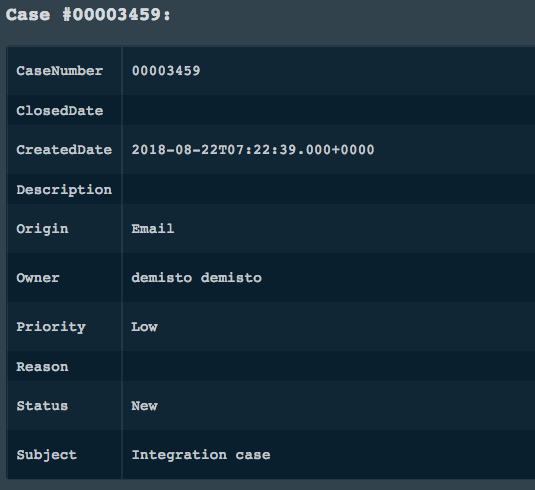 Case #00003459:
CaseNumber 00003459
ClosedDate
CreatedDate 2018-08-22T07:22:39.000+0000
Description
Origin Email
Owner demisto demisto
Priority Low
Reason
Status New
Subject Integration case